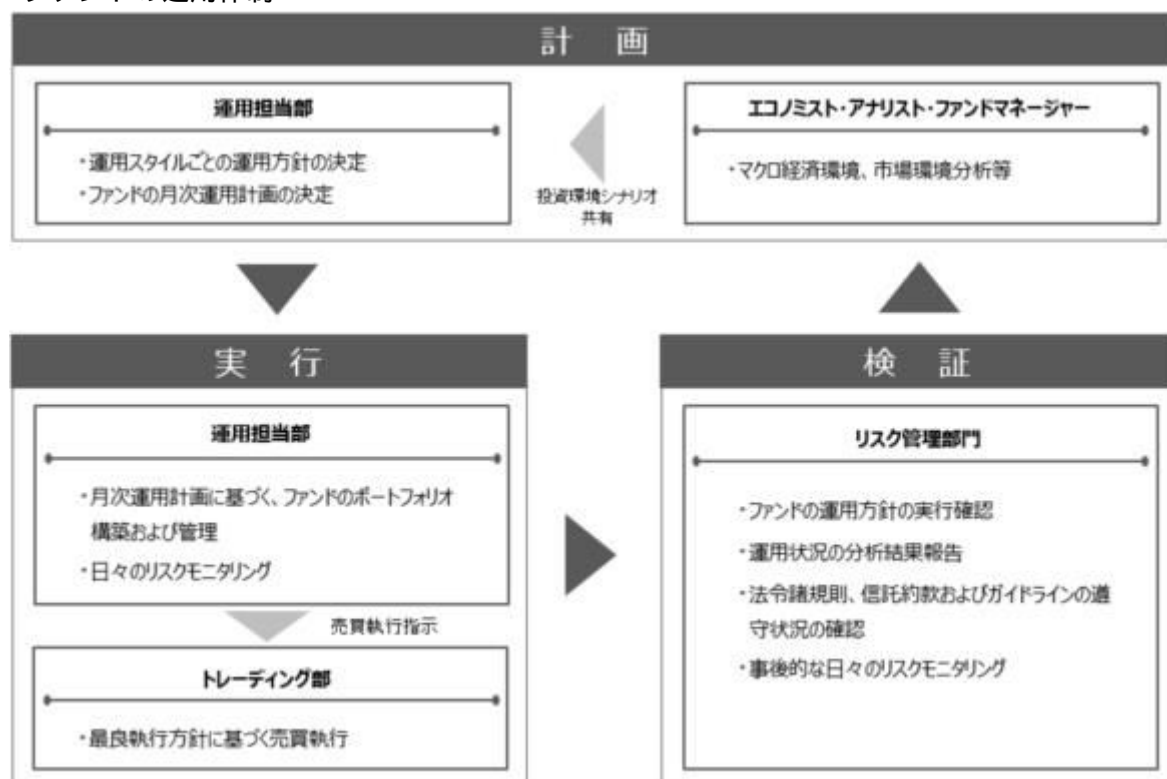 計 画
運用担当部
・運用スタイルごとの運用方針の決定
・ファンドの月次運用計画の決定
投資環境シナリオ
共有
エコノミスト・アナリスト・ファンドマネージャー
・マクロ経済環境、市場環境分析等
実 行
運用担当部
・月次運用計画に基づく、ファンドのポートフォリオ
構築および管理
・日々のリスクモニタリング
売買執行指示
トレーディング部
・最良執行方針に基づく売買執行
検 証
リスク管理部門
・ファンドの運用方針の実行確認
・運用状況の分析結果報告
・法令諸規則、信託約款およびガイドラインの遵
守状況の確認
・事後的な日々のリスクモニタリング